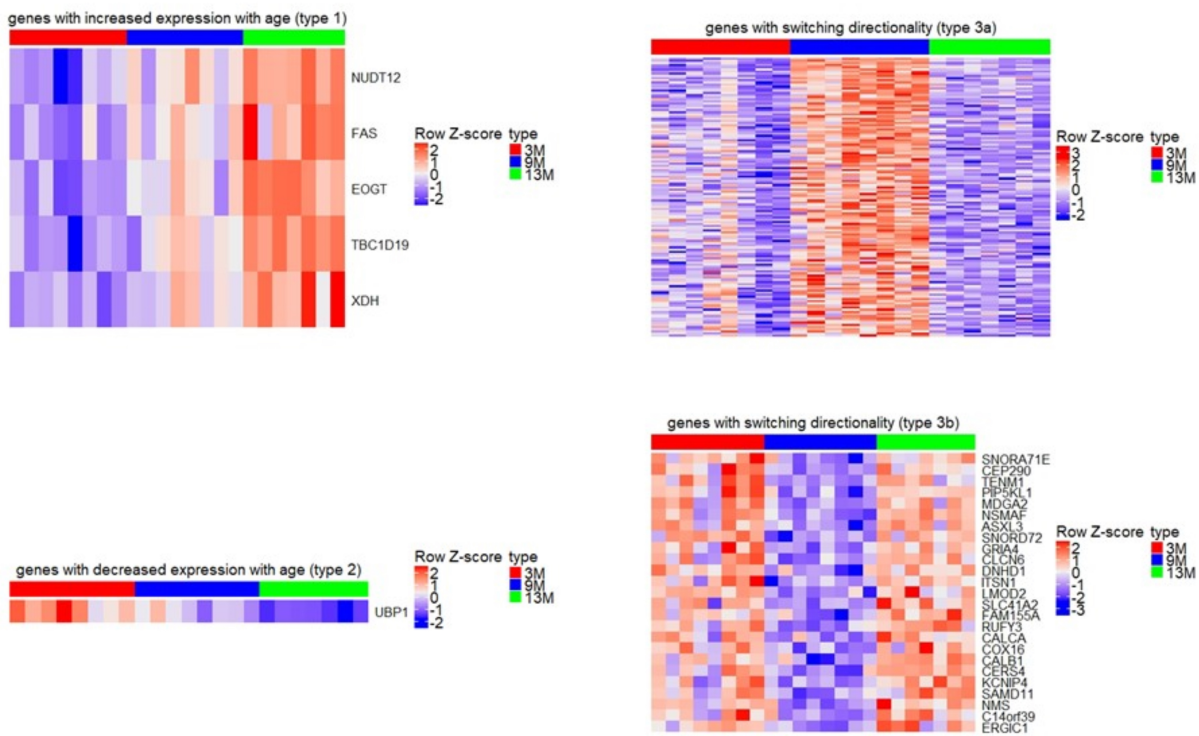 genes with increased expression with age (type 1)
NUDT12
FAS
EOGT
TBC1D19
XDH
Row Z-score type
2
1
0
-1
-2
3M
9M
13M
genes with switching directionality (type 3a)
Row Z-score type
3
2
1
0
-1
-2
3M
9M
13M
genes with decreased expression with age (type 2)
UBP1
Row Z-score type
2
1
0
-1
-2
3M
9M
13M
genes with switching directionality (type 3b)
SNORA71E
CEP290
TENM1
PIP5KL1
MDGA2
NSMAF
ASXL3
SNORD72
GRIA4
CLCN6
DNHD1
ITSN1
LMOD2
SLC41A2
FAM155A
RUFY3
CALCA
COX16
CALB1
CERS4
KCNIP4
SAMD11
NMS
C14orf39
ERGIC1
Row Z-score type
2
1
0
-1
-2
-3
3M
9M
13M